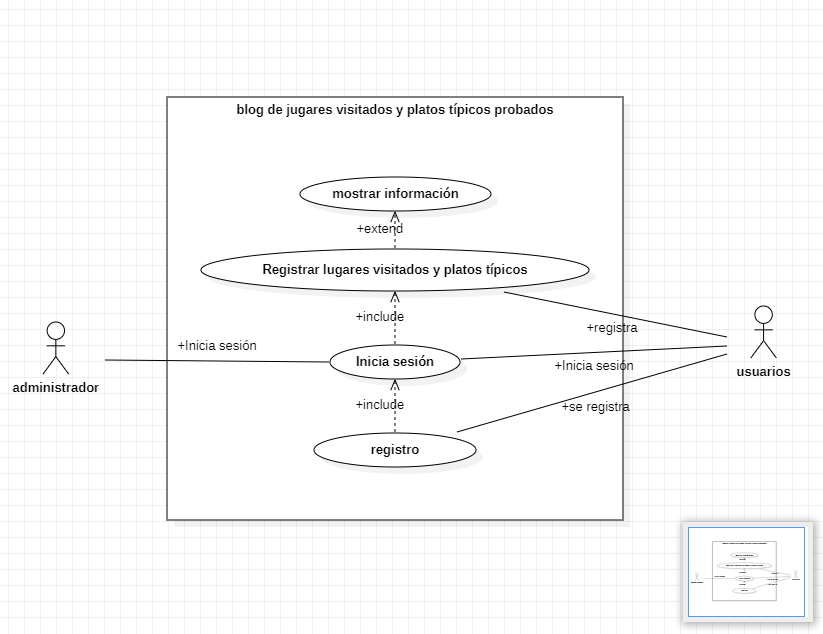 blog de jugares visitados y platos típicos probados
mostrar información
+extend
Registrar lugares visitados y platos típicos
+include
+registra
+Inicia sesión
Inicia sesión
+Inicia sesión
administrador
usuarios
+include
+se registra
registro